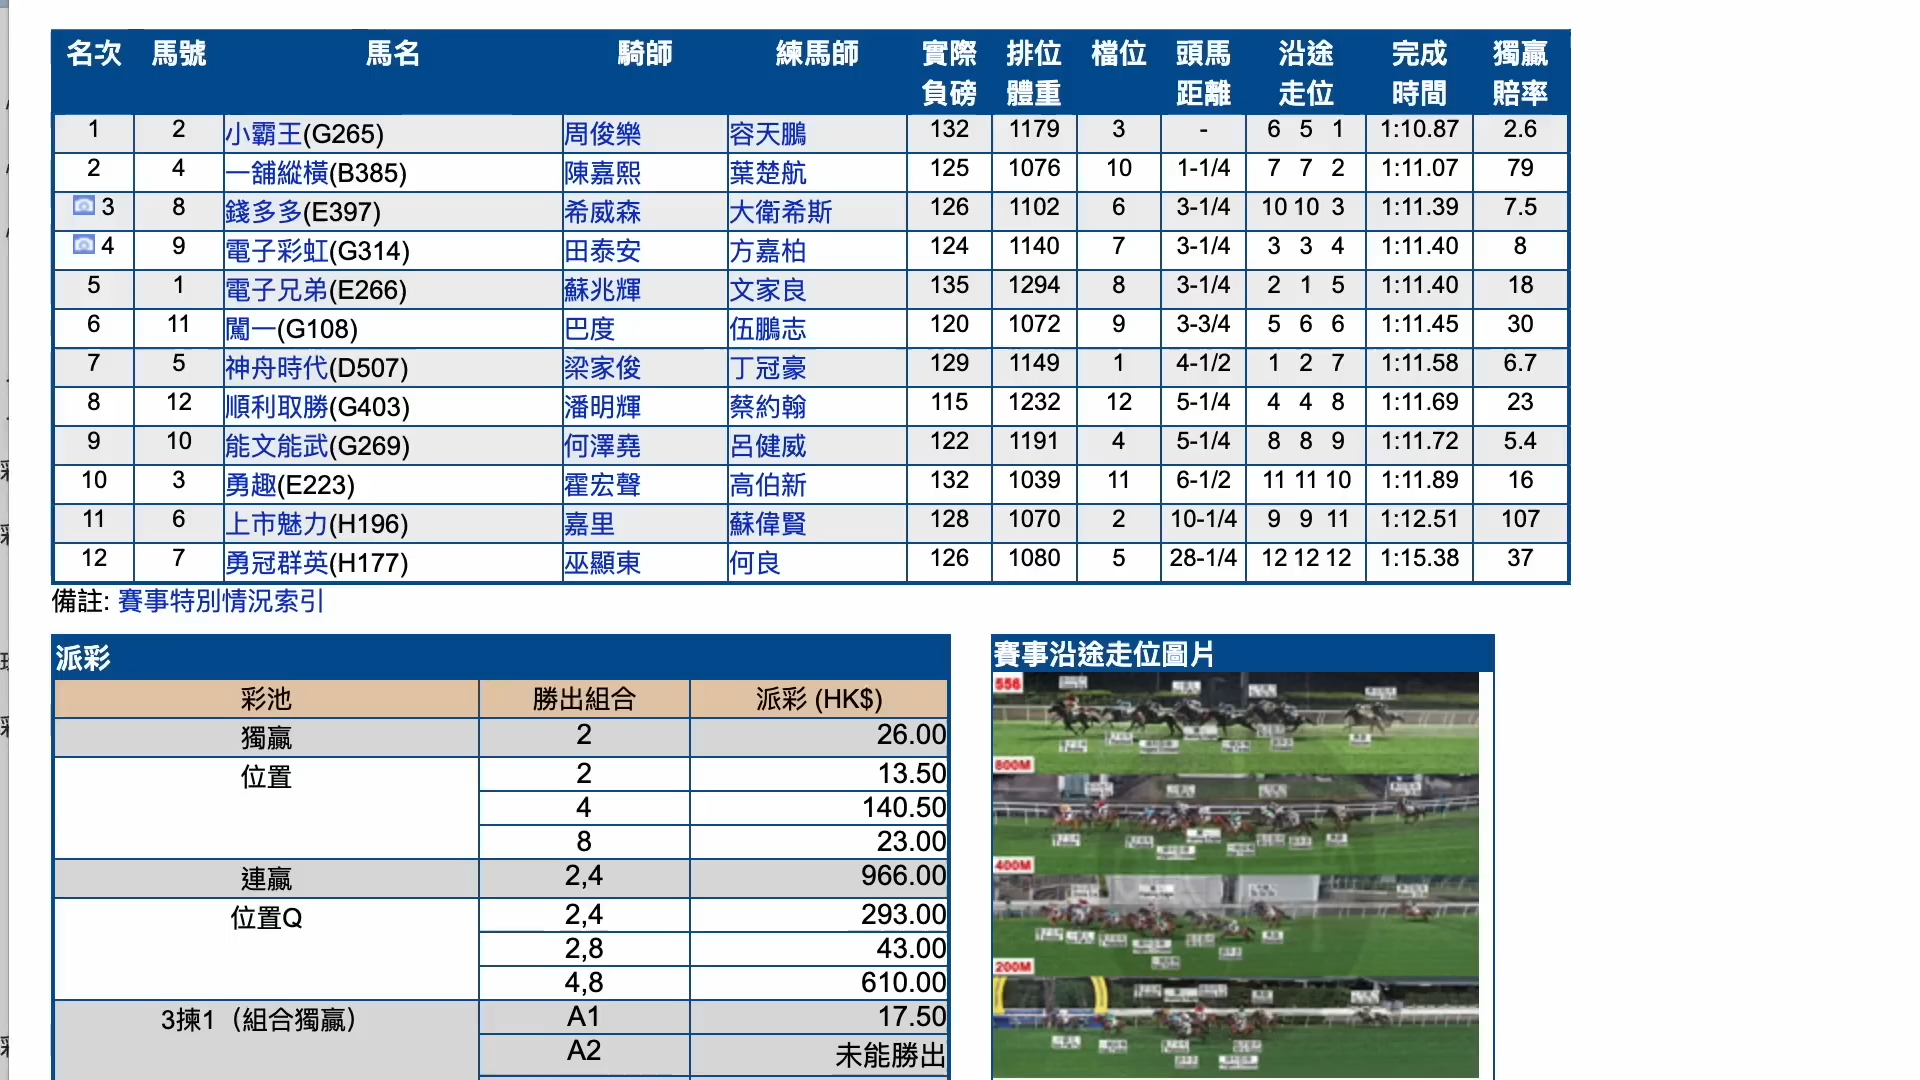 名次 馬號 馬名 騎師 練馬師 實際負磅 排位體重 檔位 頭馬距離 沿途走位 完成時間 獨贏賠率
1 2 小霸王(G265) 周俊樂 容天鵬 132 1179 3 - 6 5 1 1:10.87 2.6
2 4 一舖縱橫(B385) 陳嘉熙 葉楚航 125 1076 10 1-1/4 7 7 2 1:11.07 79
3 8 錢多多(E397) 希威森 大衛希斯 126 1102 6 3-1/4 10 10 3 1:11.39 7.5
4 9 電子彩虹(G314) 田泰安 方嘉柏 124 1140 7 3-1/4 3 3 4 1:11.40 8
5 1 電子兄弟(E266) 蘇兆輝 文家良 135 1294 8 3-1/4 2 1 5 1:11.40 18
6 11 闖一(G108) 巴度 伍鵬志 120 1072 9 3-3/4 5 6 6 1:11.45 30
7 5 神舟時代(D507) 梁家俊 丁冠豪 129 1149 1 4-1/2 1 2 7 1:11.58 6.7
8 12 順利取勝(G403) 潘明輝 蔡約翰 115 1232 12 5-1/4 4 4 8 1:11.69 23
9 10 能文能武(G269) 何澤堯 呂健威 122 1191 4 5-1/4 8 8 9 1:11.72 5.4
10 3 勇趣(E223) 霍宏聲 高伯新 132 1039 11 6-1/2 11 11 10 1:11.89 16
11 6 上市魅力(H196) 嘉里 蘇偉賢 128 1070 2 10-1/4 9 9 11 1:12.51 107
12 7 勇冠群英(H177) 巫顯東 何良 126 1080 5 28-1/4 12 12 12 1:15.38 37
備註: 賽事特別情況索引
派彩
彩池 勝出組合 派彩 (HK$)
獨贏 2 26.00
位置 2 13.50
4 140.50
8 23.00
連贏 2,4 966.00
位置Q 2,4 293.00
2,8 43.00
4,8 610.00
3揀1（組合獨贏） A1 17.50
A2 未能勝出
賽事沿途走位圖片
556
800M
400M
200M